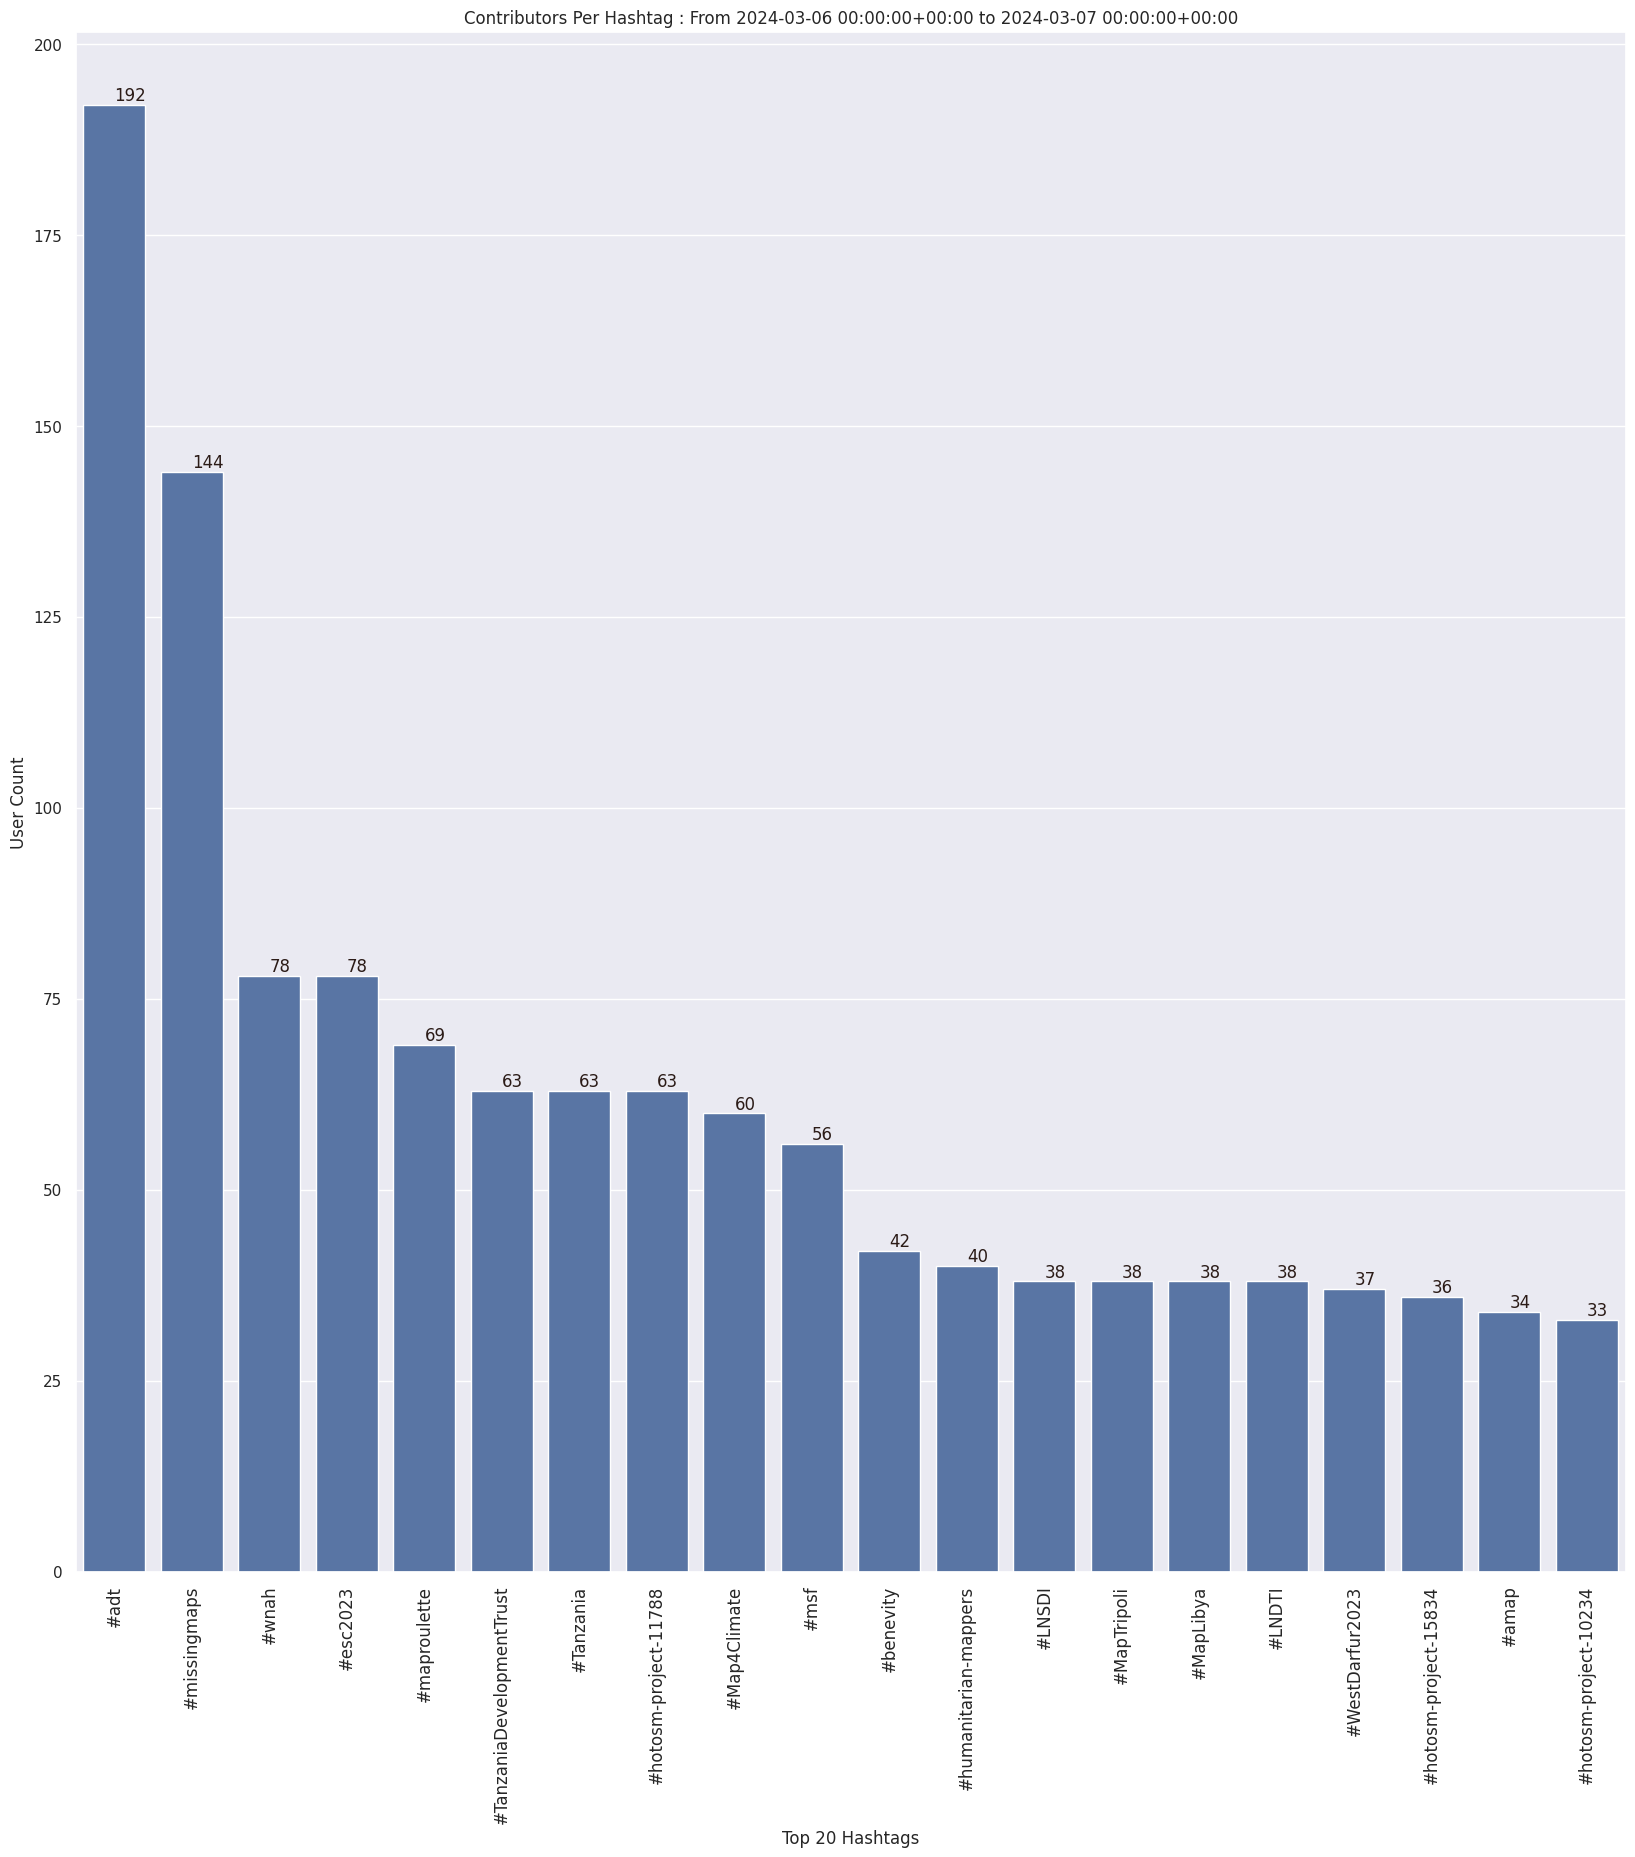 Contributors Per Hashtag : From 2024-03-06 00:00:00+00:00 to 2024-03-07 00:00:00+00:00
200
175
150
125
100
75
50
25
0
User Count
192
144
78
78
69
63
63
63
60
56
42
40
38
38
38
38
37
36
34
33
#adt
#missingmaps
#wnah
#esc2023
#maproulette
#TanzaniaDevelopmentTrust
#Tanzania
#hotosm-project-11788
#Map4Climate
#msf
#benevity
#humanitarian-mappers
#LNSDI
#MapTripoli
#MapLibya
#LNDTI
#WestDarfur2023
#hotosm-project-15834
#amap
#hotosm-project-10234
Top 20 Hashtags